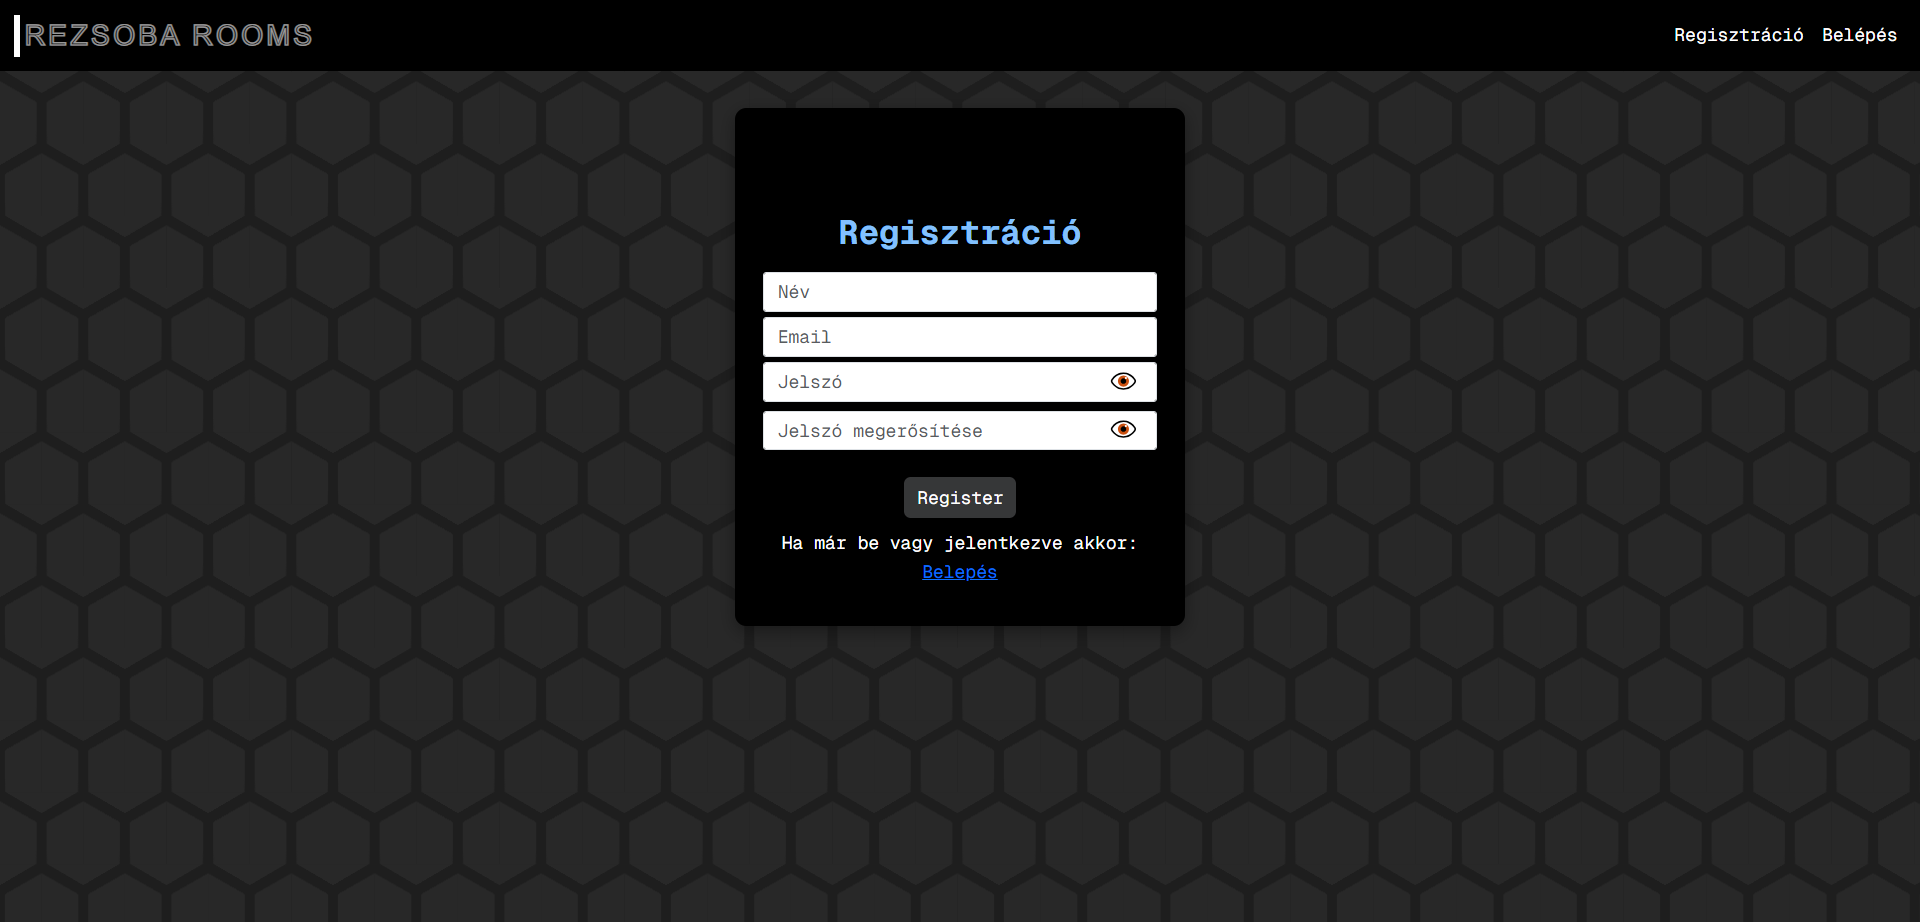 REZSOBA ROOMS
Regisztráció Belépés
Regisztráció
Név
Email
Jelszó
Jelszó megerősítése
Register
Ha már be vagy jelentkezve akkor:
Belepés